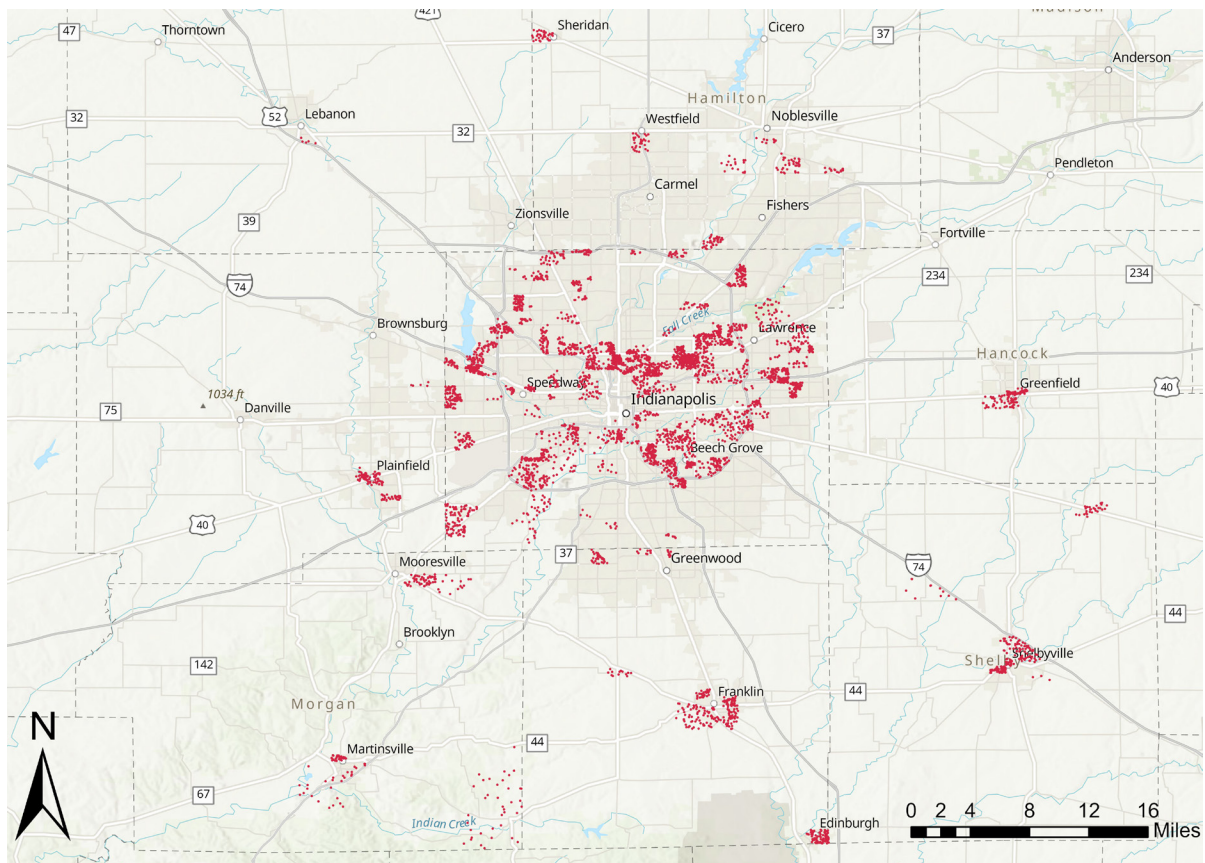 421
Madison
47
Thorntown
Sheridan
Cicero
37
Anderson
Hamilton
32
52
Lebanon
32
Westfield
Noblesville
Pendleton
Carmel
39
Zionsville
Fishers
Fortville
74
234
234
Brownsburg
Fall Creek
Lawrence
Hancock
1034 ft
Speedway
Greenfield
40
75
Danville
Indianapolis
Beech Grove
Plainfield
40
37
Mooresville
Greenwood
74
Brooklyn
44
142
Shelbyville
Shelby
Morgan
Franklin
44
N
Martinsville
44
67
Indian Creek
Edinburgh
0 2 4 8 12 16
Miles